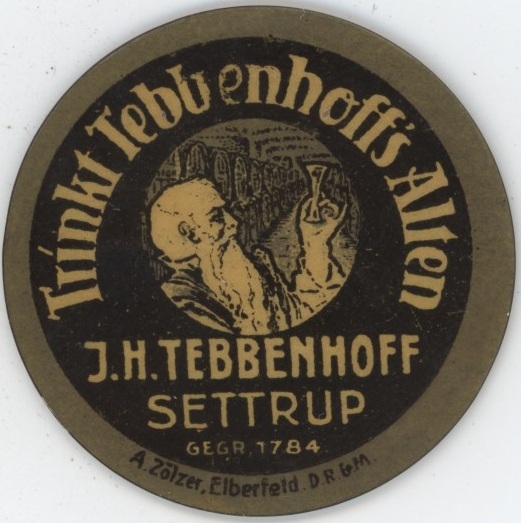 Trinkt Tebbenhoff's Alten
J.H. TEBBENHOFF
SETTRUP
GEGR. 1784.
A. Zölzer, Elberfeld. D.R.G.M.